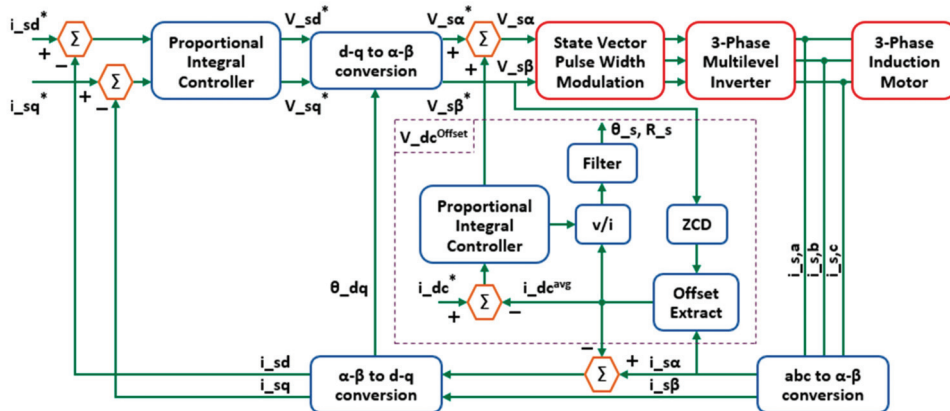 i_sd*
V_sd*
V_sα*
V_sα
+
Σ
−
Proportional
Integral
Controller
d-q to α-β
conversion
+
Σ
+
State Vector
Pulse Width
Modulation
3-Phase
Multilevel
Inverter
3-Phase
Induction
Motor
+
Σ
−
i_sq*
V_sq*
V_sβ*
V_sβ
V_dc^Offset
θ_s, R_s
Filter
Proportional
Integral
Controller
v/i
ZCD
i_s,a
i_s,b
i_s,c
θ_dq
i_dc*
+
Σ
−
i_dc^avg
Offset
Extract
−
+
Σ
i_sd
i_sq
α-β to d-q
conversion
i_sα
i_sβ
abc to α-β
conversion